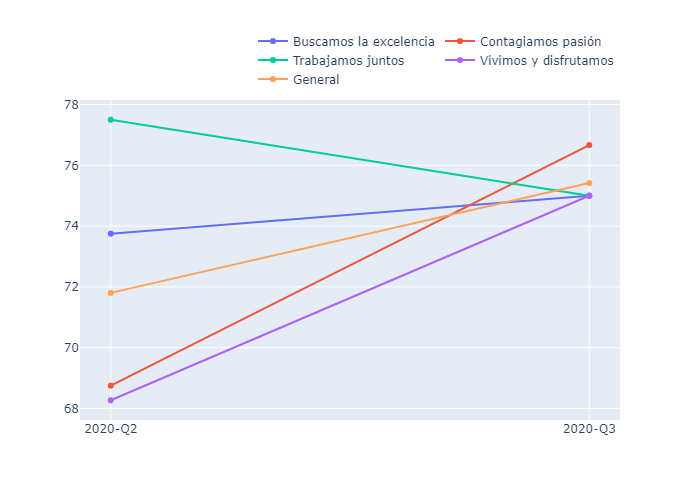 Buscamos la excelencia Contagiamos pasión
Trabajamos juntos Vivimos y disfrutamos
General
78
76
74
72
70
68
2020-Q2 2020-Q3